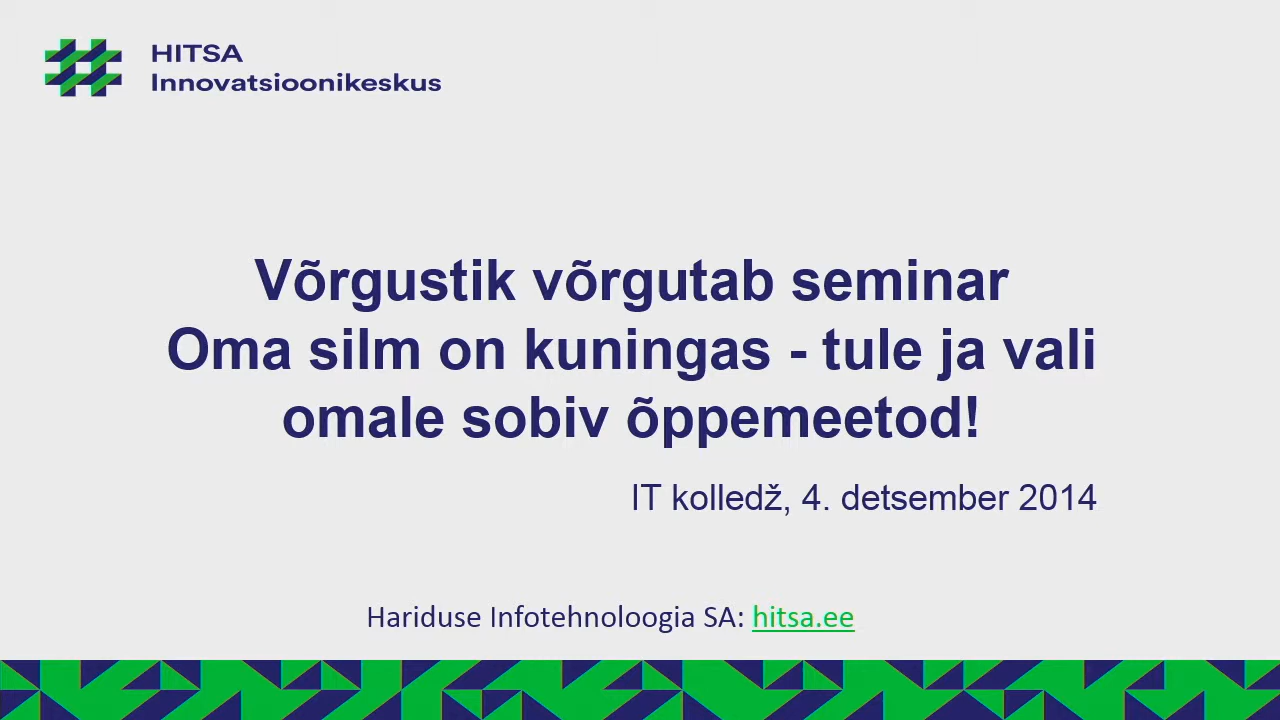 HITSA
Innovatsioonikeskus
Võrgustik võrgutab seminar
Oma silm on kuningas - tule ja vali
omale sobiv õppemeetod!
IT kolledž, 4. detsember 2014
Hariduse Infotehnoloogia SA: hitsa.ee